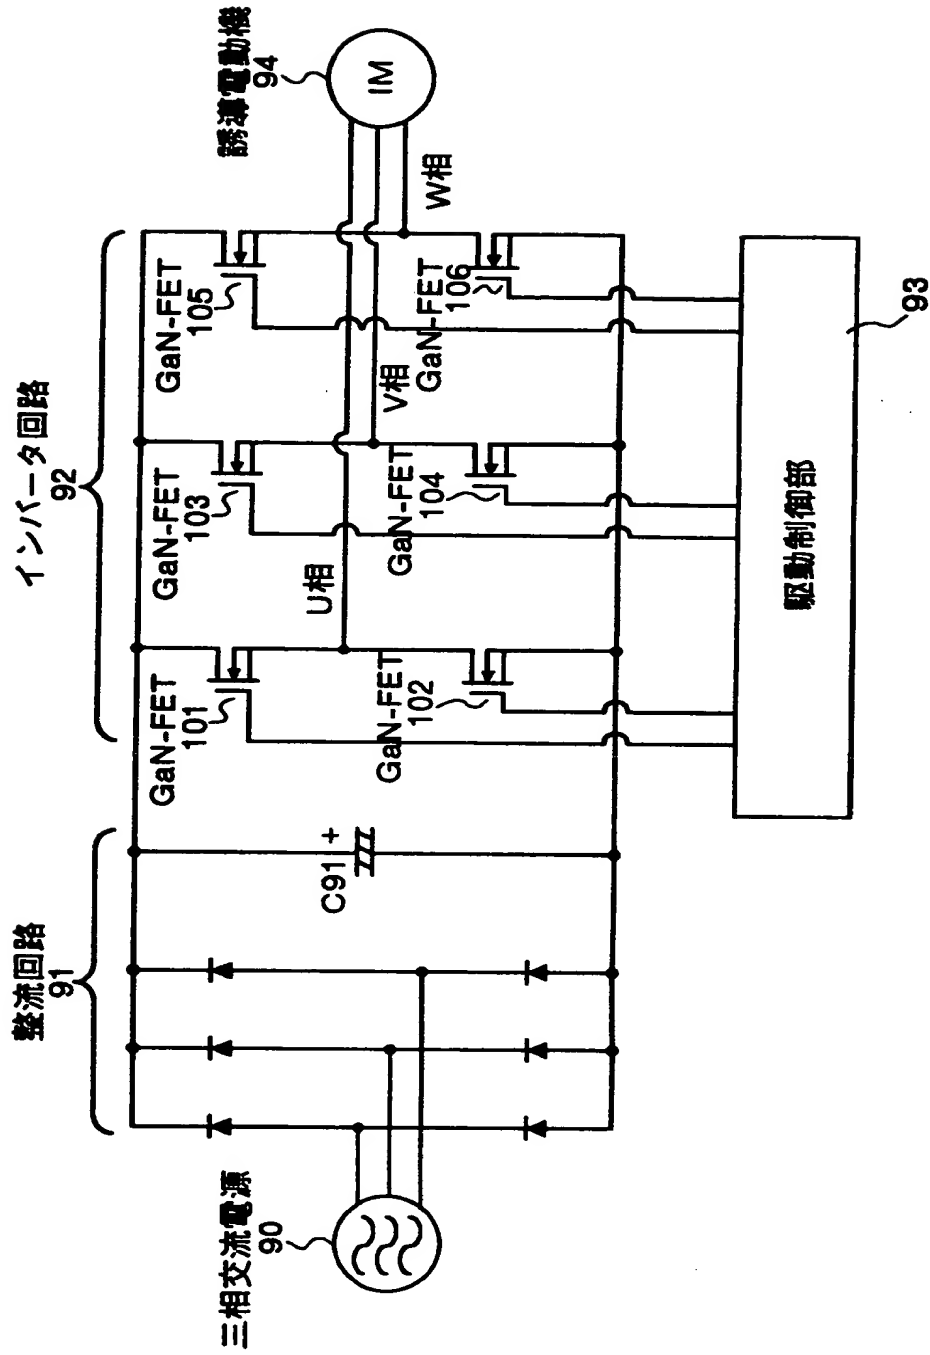 整流回路
91
インバータ回路
92
三相交流電源
90
C91
+
GaN-FET
101
GaN-FET
103
GaN-FET
105
U相
V相
W相
GaN-FET
102
GaN-FET
104
GaN-FET
106
誘導電動機
94
IM
駆動制御部
93